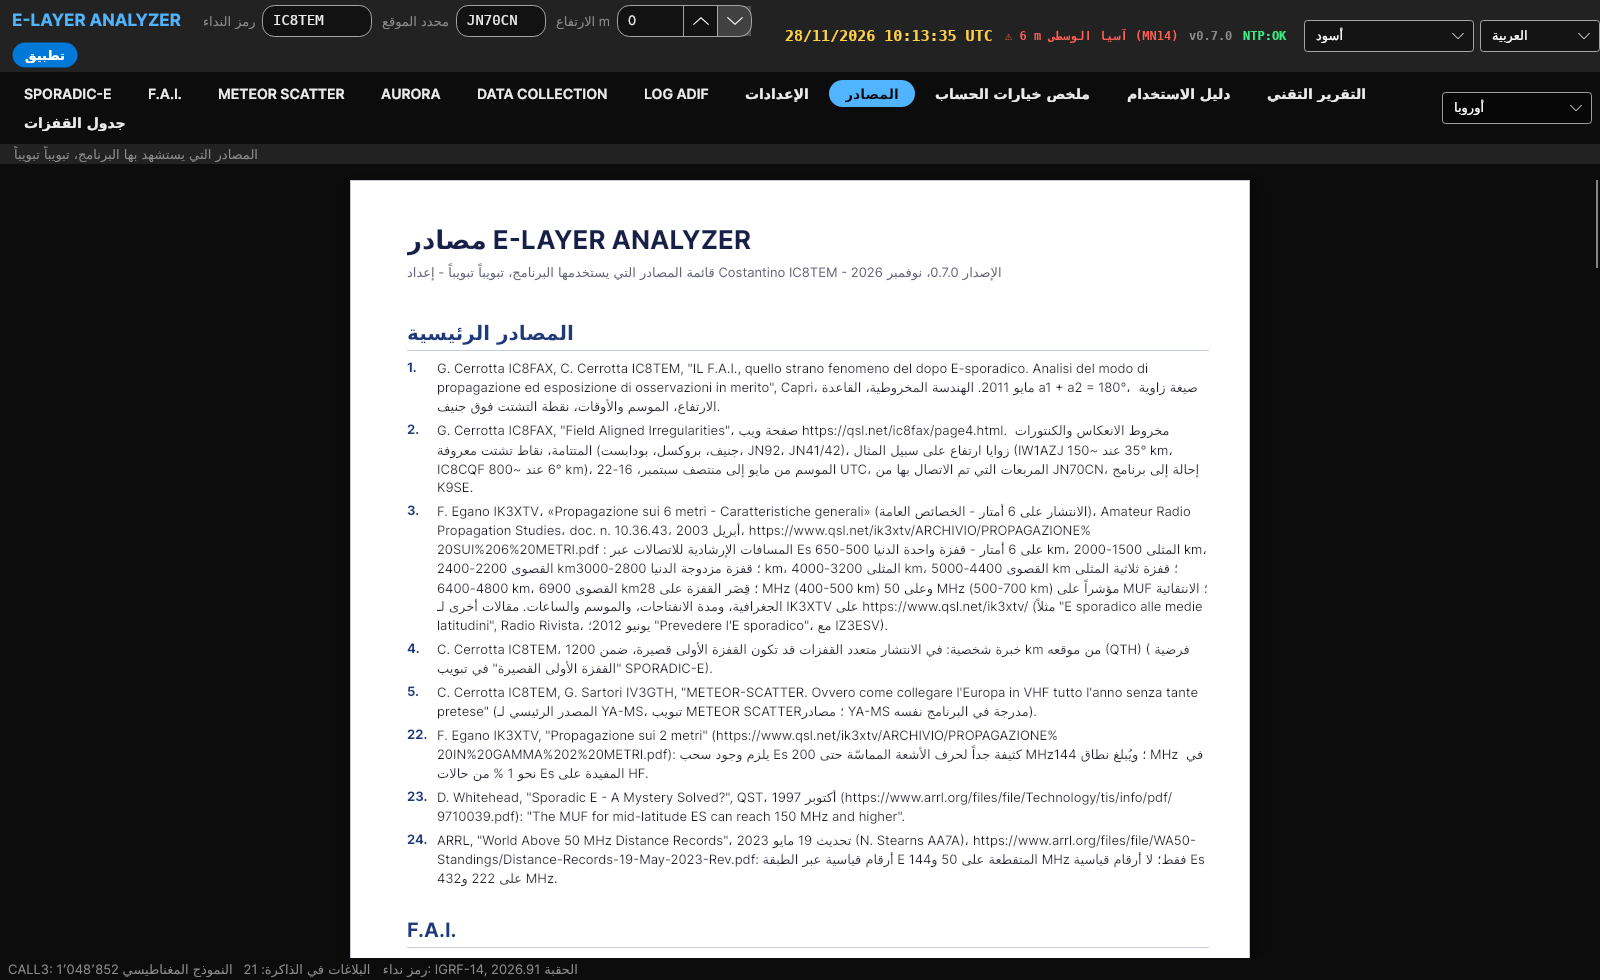 E-LAYER ANALYZER
رمز النداء IC8TEM
محدد الموقع JN70CN
الارتفاع m 0
تطبيق
28/11/2026 10:13:35 UTC
⚠ 6 m آسيا الوسطى (MN14)
v0.7.0
NTP:OK
أسود
العربية
SPORADIC-E
F.A.I.
METEOR SCATTER
AURORA
DATA COLLECTION
LOG ADIF
الإعدادات
المصادر
ملخص خيارات الحساب
دليل الاستخدام
التقرير التقني
جدول القفزات
أوروبا
المصادر التي يستشهد بها البرنامج، تبويباً تبويباً
مصادر E-LAYER ANALYZER
الإصدار 0.7.0، نوفمبر 2026 - Costantino IC8TEM قائمة المصادر التي يستخدمها البرنامج، تبويباً تبويباً - إعداد
المصادر الرئيسية
1. G. Cerrotta IC8FAX, C. Cerrotta IC8TEM, "IL F.A.I., quello strano fenomeno del dopo E-sporadico. Analisi del modo di
propagazione ed esposizione di osservazioni in merito", Capri، مايو 2011. الهندسة المخروطية، القاعدة a1 + a2 = 180°، صيغة زاوية
الارتفاع، الموسم والأوقات، نقطة التشتت فوق جنيف.
2. G. Cerrotta IC8FAX, "Field Aligned Irregularities"، صفحة ويب https://qsl.net/ic8fax/page4.html. مخروط الانعكاس والكنتورات
المتتامة، نقاط تشتت معروفة (جنيف، بروكسل، بودابست، JN92، JN41/42)، زوايا ارتفاع على سبيل المثال (IW1AZJ 35° عند ~150 km،
IC8CQF 6° عند ~800 km)، الموسم من مايو إلى منتصف سبتمبر، 16-22 UTC، المربعات التي تم الاتصال بها من JN70CN، إحالة إلى برنامج
K9SE.
3. F. Egano IK3XTV، «Propagazione sui 6 metri - Caratteristiche generali» (الانتشار على 6 أمتار - الخصائص العامة)، Amateur Radio
Propagation Studies، doc. n. 10.36.43، أبريل 2003، https://www.qsl.net/ik3xtv/ARCHIVIO/PROPAGAZIONE%
20SUI%206%20METRI.pdf : المسافات الإرشادية للاتصالات عبر Es على 6 أمتار - قفزة واحدة الدنيا 500-650 km، المثلى 1500-2000 km،
القصوى 2200-2400 km؛ قفزة مزدوجة الدنيا 2800-3000 km، المثلى 3200-4000 km، القصوى 4400-5000 km؛ قفزة ثلاثية المثلى
4800-6400 km، القصوى 6900 km؛ قِصَر القفزة على 28 MHz (400-500 km) وعلى 50 MHz (500-700 km) مؤشراً على MUF؛ الانتقائية
الجغرافية، ومدة الانفتاحات، والموسم والساعات. مقالات أخرى لـ IK3XTV على https://www.qsl.net/ik3xtv/ (مثلاً "E sporadico alle medie
latitudini", Radio Rivista، يونيو 2012؛ "Prevedere l'E sporadico"، مع IZ3ESV).
4. C. Cerrotta IC8TEM، خبرة شخصية: في الانتشار متعدد القفزات قد تكون القفزة الأولى قصيرة، ضمن 1200 km من موقعه (QTH) (فرضية
"القفزة الأولى القصيرة" في تبويب SPORADIC-E).
5. C. Cerrotta IC8TEM, G. Sartori IV3GTH, "METEOR-SCATTER. Ovvero come collegare l'Europa in VHF tutto l'anno senza tante
pretese" (المصدر الرئيسي لـ YA-MS، تبويب METEOR SCATTER؛ مصادر YA-MS مدرجة في البرنامج نفسه).
22. F. Egano IK3XTV, "Propagazione sui 2 metri" (https://www.qsl.net/ik3xtv/ARCHIVIO/PROPAGAZIONE%
20IN%20GAMMA%202%20METRI.pdf): يلزم وجود سحب Es كثيفة جداً لحرف الأشعة المماسّة حتى 200 MHz؛ ويُبلغ نطاق 144 MHz في
نحو 1 % من حالات Es المفيدة على HF.
23. D. Whitehead, "Sporadic E - A Mystery Solved?", QST، أكتوبر 1997 (https://www.arrl.org/files/file/Technology/tis/info/pdf/
9710039.pdf): "The MUF for mid-latitude ES can reach 150 MHz and higher".
24. ARRL, "World Above 50 MHz Distance Records"، تحديث 19 مايو 2023 (N. Stearns AA7A)، https://www.arrl.org/files/file/WA50-
Standings/Distance-Records-19-May-2023-Rev.pdf: أرقام قياسية عبر الطبقة E المتقطعة على 50 و144 MHz فقط؛ لا أرقام قياسية Es
على 222 و432 MHz.
F.A.I.
CALL3: 1’048’852 رمز نداء البلاغات في الذاكرة: 21 النموذج المغناطيسي: IGRF-14, الحقبة 2026.91